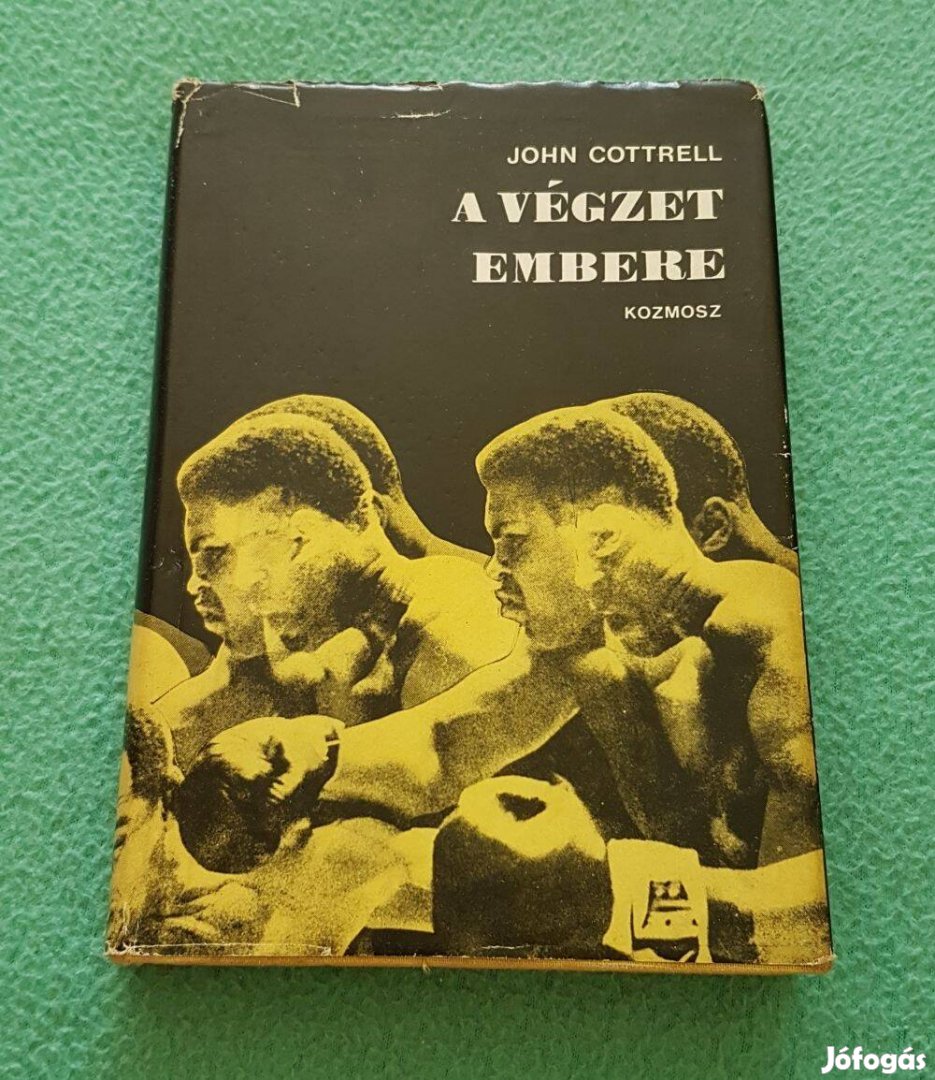 JOHN COTTRELL
A VÉGZET
EMBERE
KOZMOSZ
Jófogás